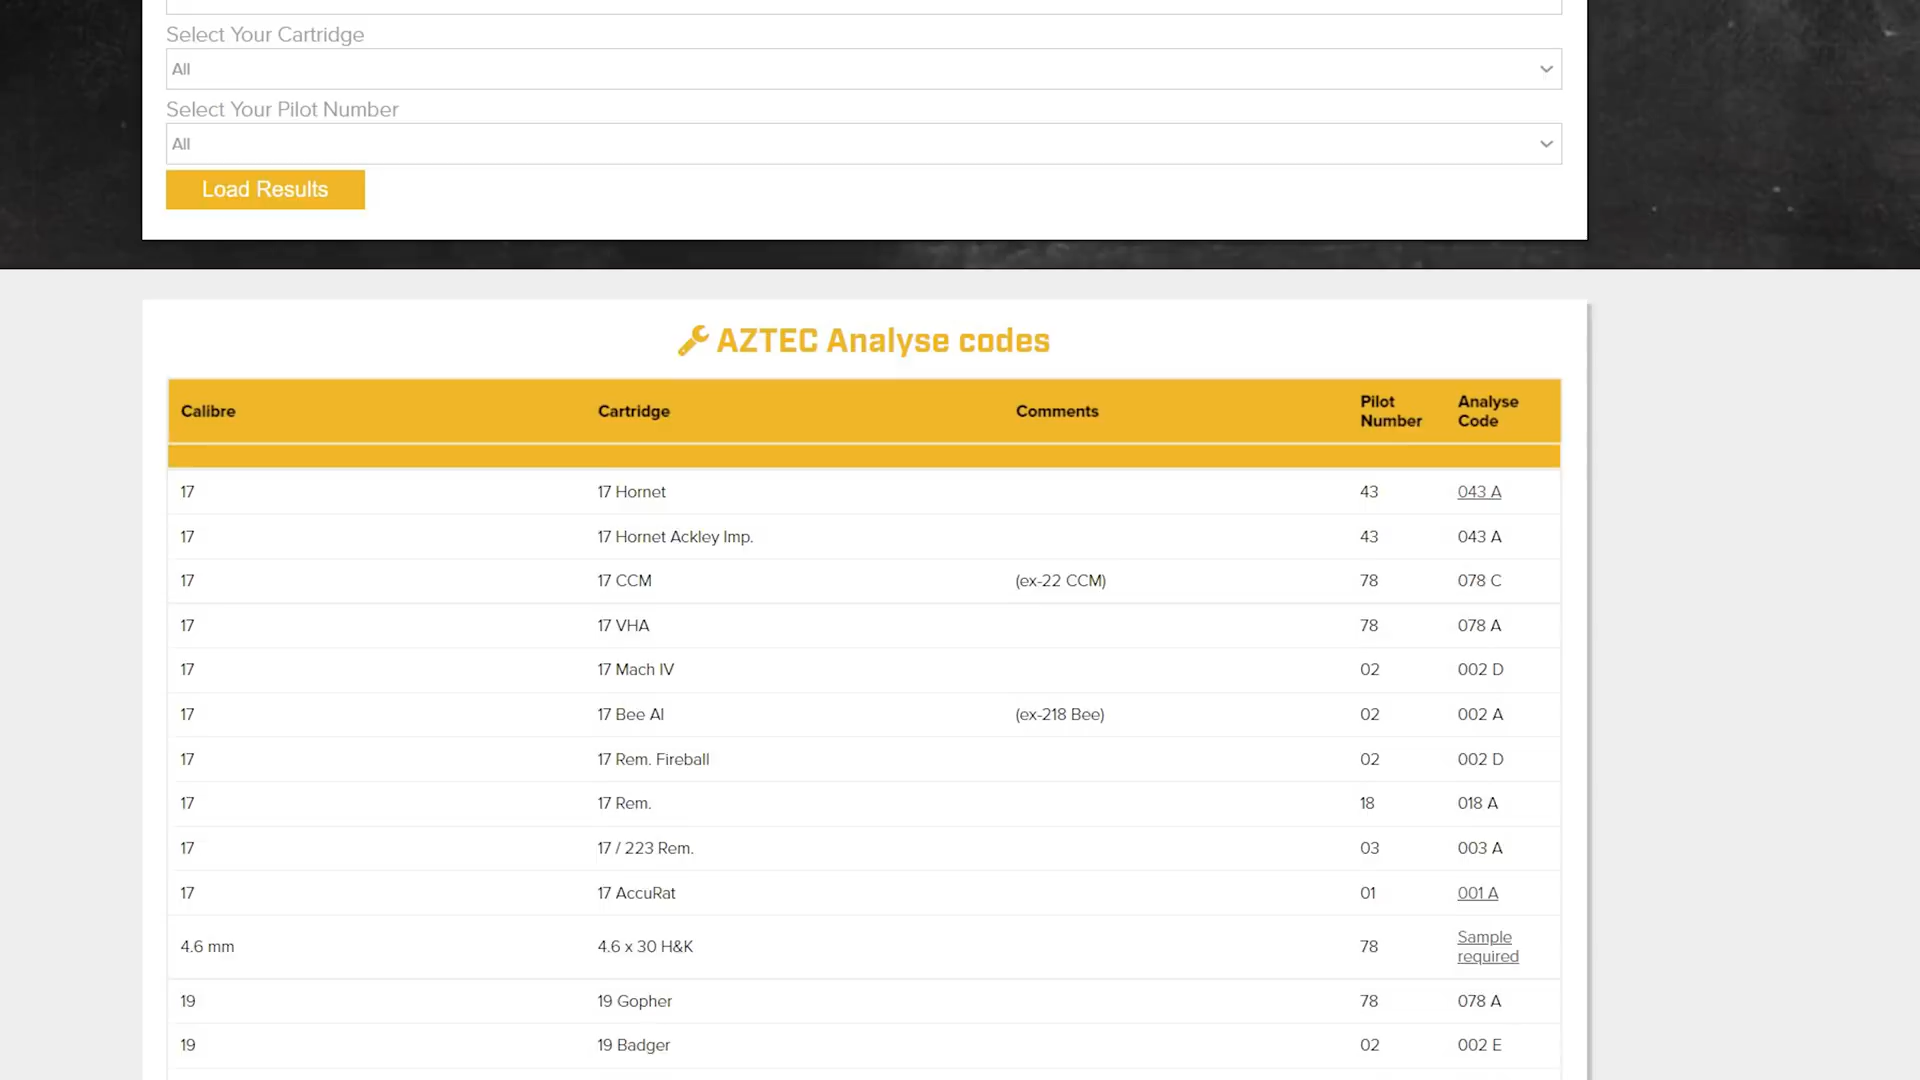 Select Your Cartridge
All
Select Your Pilot Number
All
Load Results
AZTEC Analyse codes
Calibre Cartridge Comments Pilot Number Analyse Code
17 17 Hornet 43 043 A
17 17 Hornet Ackley Imp. 43 043 A
17 17 CCM (ex-22 CCM) 78 078 C
17 17 VHA 78 078 A
17 17 Mach IV 02 002 D
17 17 Bee AI (ex-218 Bee) 02 002 A
17 17 Rem. Fireball 02 002 D
17 17 Rem. 18 018 A
17 17 / 223 Rem. 03 003 A
17 17 AccuRat 01 001 A
4.6 mm 4.6 x 30 H&K 78 Sample required
19 19 Gopher 78 078 A
19 19 Badger 02 002 E